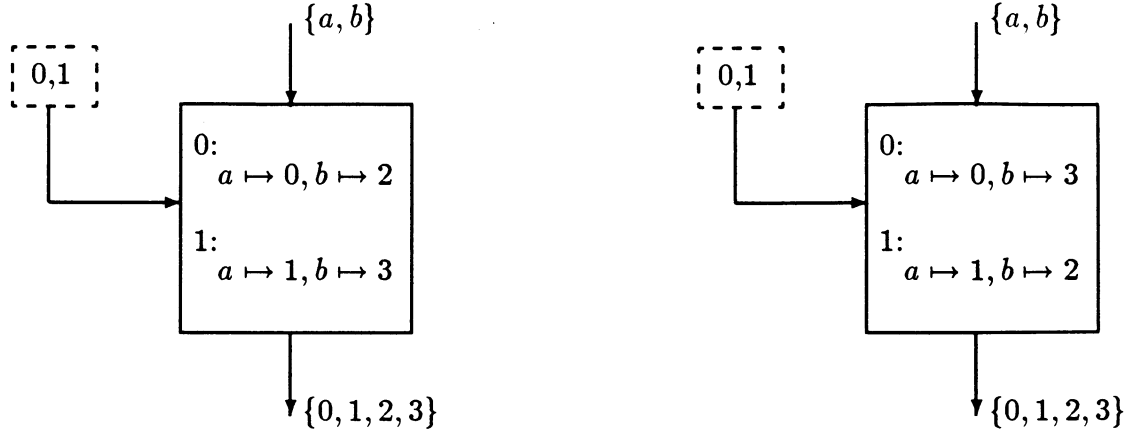 {a, b}
0,1
0:
a ↦ 0, b ↦ 2
1:
a ↦ 1, b ↦ 3
{0, 1, 2, 3}
{a, b}
0,1
0:
a ↦ 0, b ↦ 3
1:
a ↦ 1, b ↦ 2
{0, 1, 2, 3}